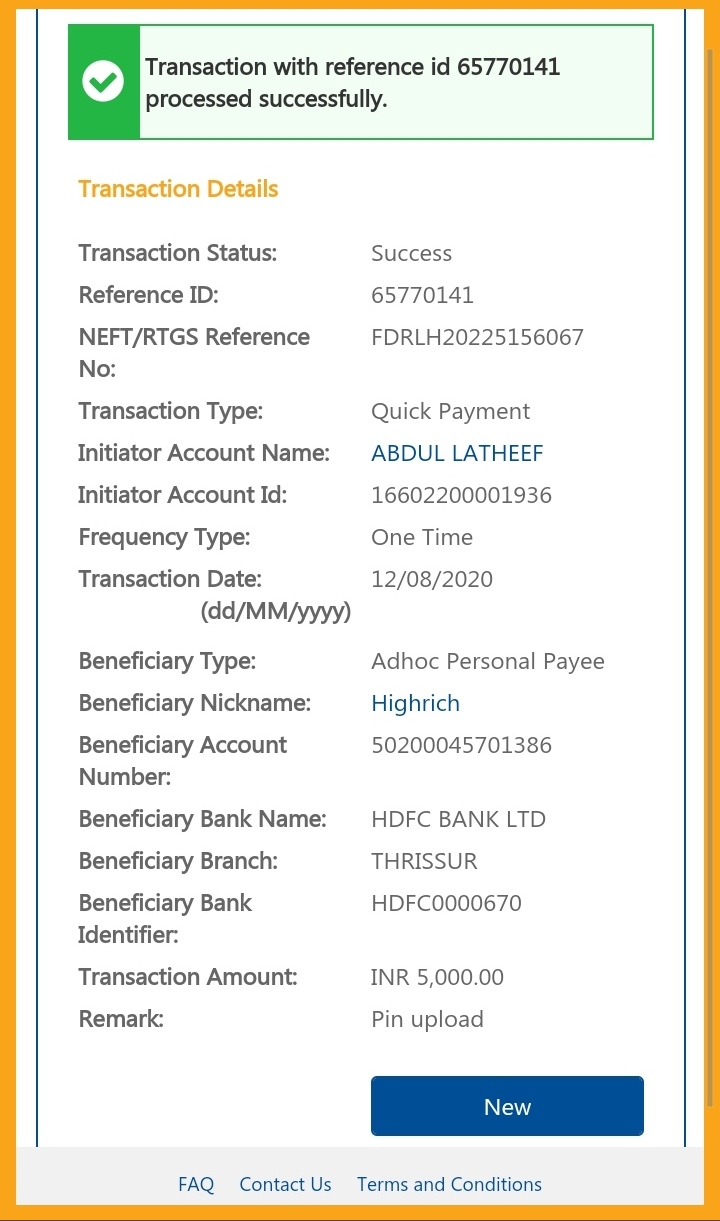 Transaction with reference id 65770141
processed successfully.
Transaction Details
Transaction Status: Success
Reference ID: 65770141
NEFT/RTGS Reference No: FDRLH20225156067
Transaction Type: Quick Payment
Initiator Account Name: ABDUL LATHEEF
Initiator Account Id: 16602200001936
Frequency Type: One Time
Transaction Date: 12/08/2020
(dd/MM/yyyy)
Beneficiary Type: Adhoc Personal Payee
Beneficiary Nickname: Highrich
Beneficiary Account Number: 50200045701386
Beneficiary Bank Name: HDFC BANK LTD
Beneficiary Branch: THRISSUR
Beneficiary Bank Identifier: HDFC0000670
Transaction Amount: INR 5,000.00
Remark: Pin upload
New
FAQ Contact Us Terms and Conditions